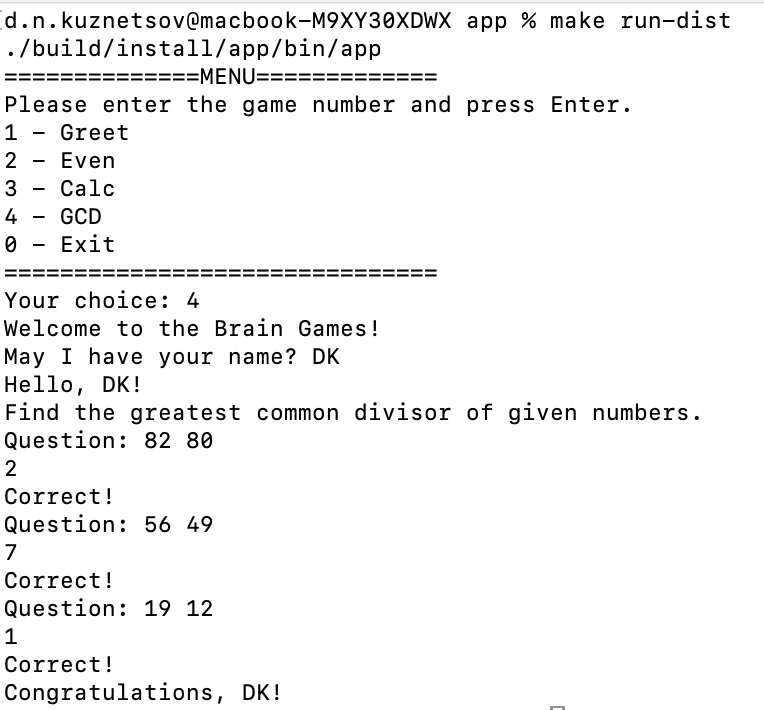 d.n.kuznetsov@macbook-M9XY30XDWX app % make run-dist
./build/install/app/bin/app
==============MENU=============
Please enter the game number and press Enter.
1 – Greet
2 – Even
3 – Calc
4 – GCD
0 – Exit
===============================
Your choice: 4
Welcome to the Brain Games!
May I have your name? DK
Hello, DK!
Find the greatest common divisor of given numbers.
Question: 82 80
2
Correct!
Question: 56 49
7
Correct!
Question: 19 12
1
Correct!
Congratulations, DK!